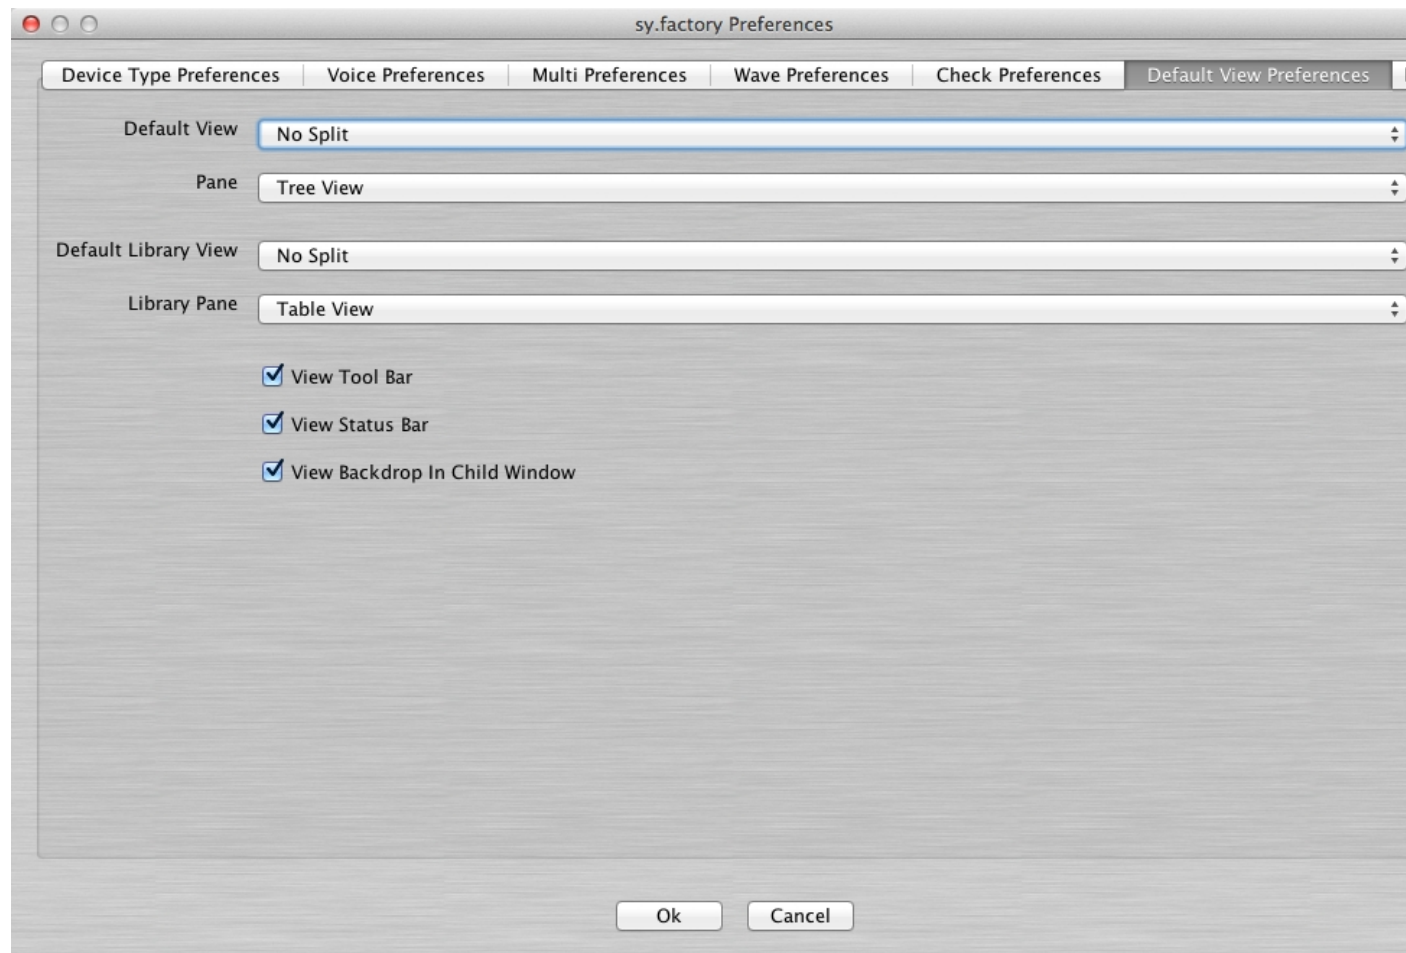 sy.factory Preferences
Device Type Preferences Voice Preferences Multi Preferences Wave Preferences Check Preferences Default View Preferences
Default View No Split
Pane Tree View
Default Library View No Split
Library Pane Table View
View Tool Bar
View Status Bar
View Backdrop In Child Window
Ok Cancel